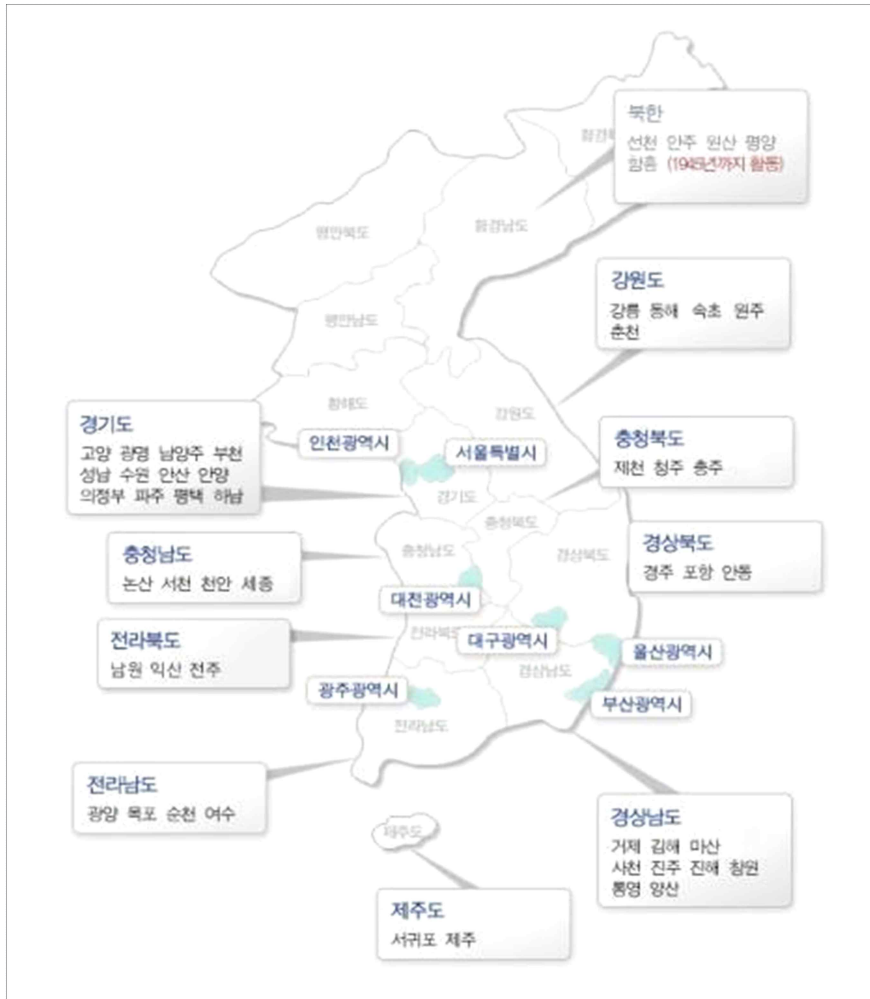 북한
선천 안주 원산 평양
함흥 (1945년까지 활동)
함경남도
평안북도
평안남도
강원도
강릉 동해 속초 원주
춘천
황해도
강원도
경기도
고양 광명 남양주 부천
성남 수원 안산 안양
의정부 파주 평택 하남
인천광역시
서울특별시
충청북도
제천 청주 충주
경기도
충청북도
충청남도
경상북도
충청남도
논산 서천 천안 세종
경상북도
경주 포항 안동
대전광역시
전라북도
남원 익산 전주
대구광역시
울산광역시
경상남도
광주광역시
부산광역시
전라남도
전라남도
광양 목포 순천 여수
경상남도
거제 김해 마산
사천 진주 진해 창원
통영 양산
제주도
제주도
서귀포 제주